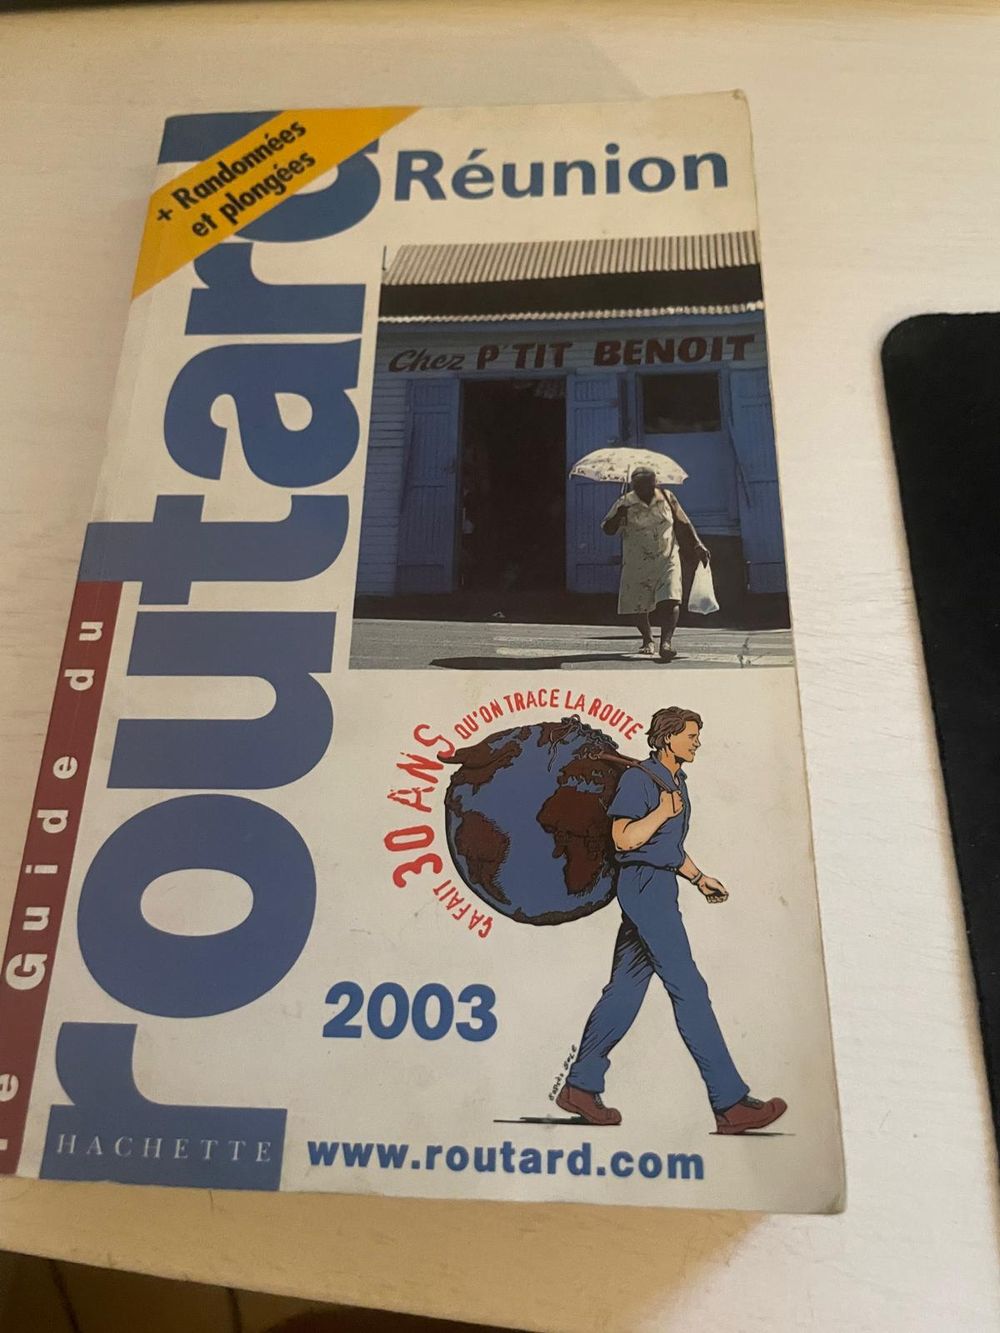 + Randonnées
et plongées
Réunion
Le Guide du
routard
Chez P'TIT BENOIT
ÇA FAIT 30 ANS QU'ON TRACE LA ROUTE
2003
HACHETTE
www.routard.com